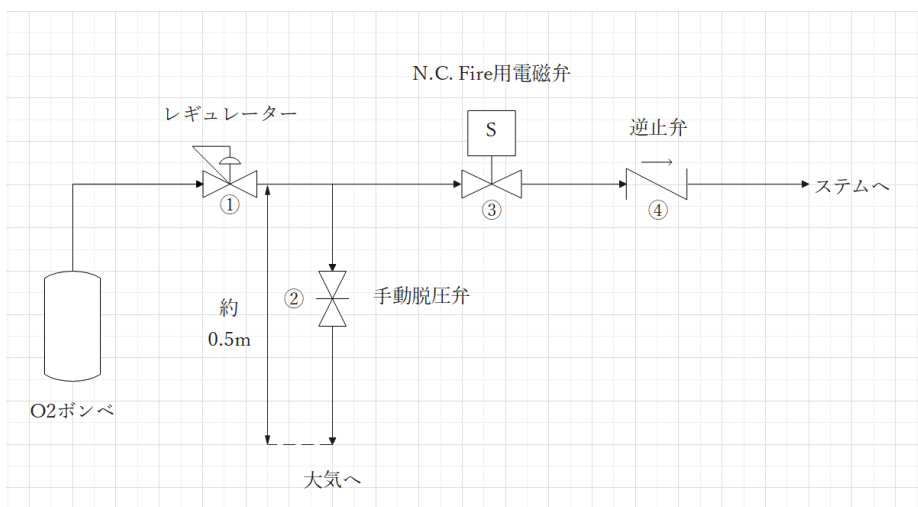 N.C. Fire用電磁弁
レギュレーター
S
逆止弁
ステムへ
①
③
④
②
手動脱圧弁
約
0.5m
O2ボンベ
大気へ